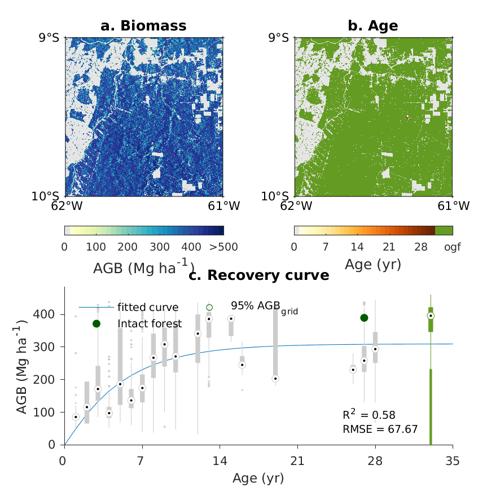 a. Biomass
b. Age
9°S
9°S
10°S
10°S
62°W
61°W
62°W
61°W
0 100 200 300 400 >500
0 7 14 21 28 ogf
AGB (Mg ha⁻¹)
Age (yr)
c. Recovery curve
400
300
200
100
0
AGB (Mg ha⁻¹)
fitted curve
95% AGB_grid
Intact forest
R² = 0.58
RMSE = 67.67
0 7 14 21 28 35
Age (yr)